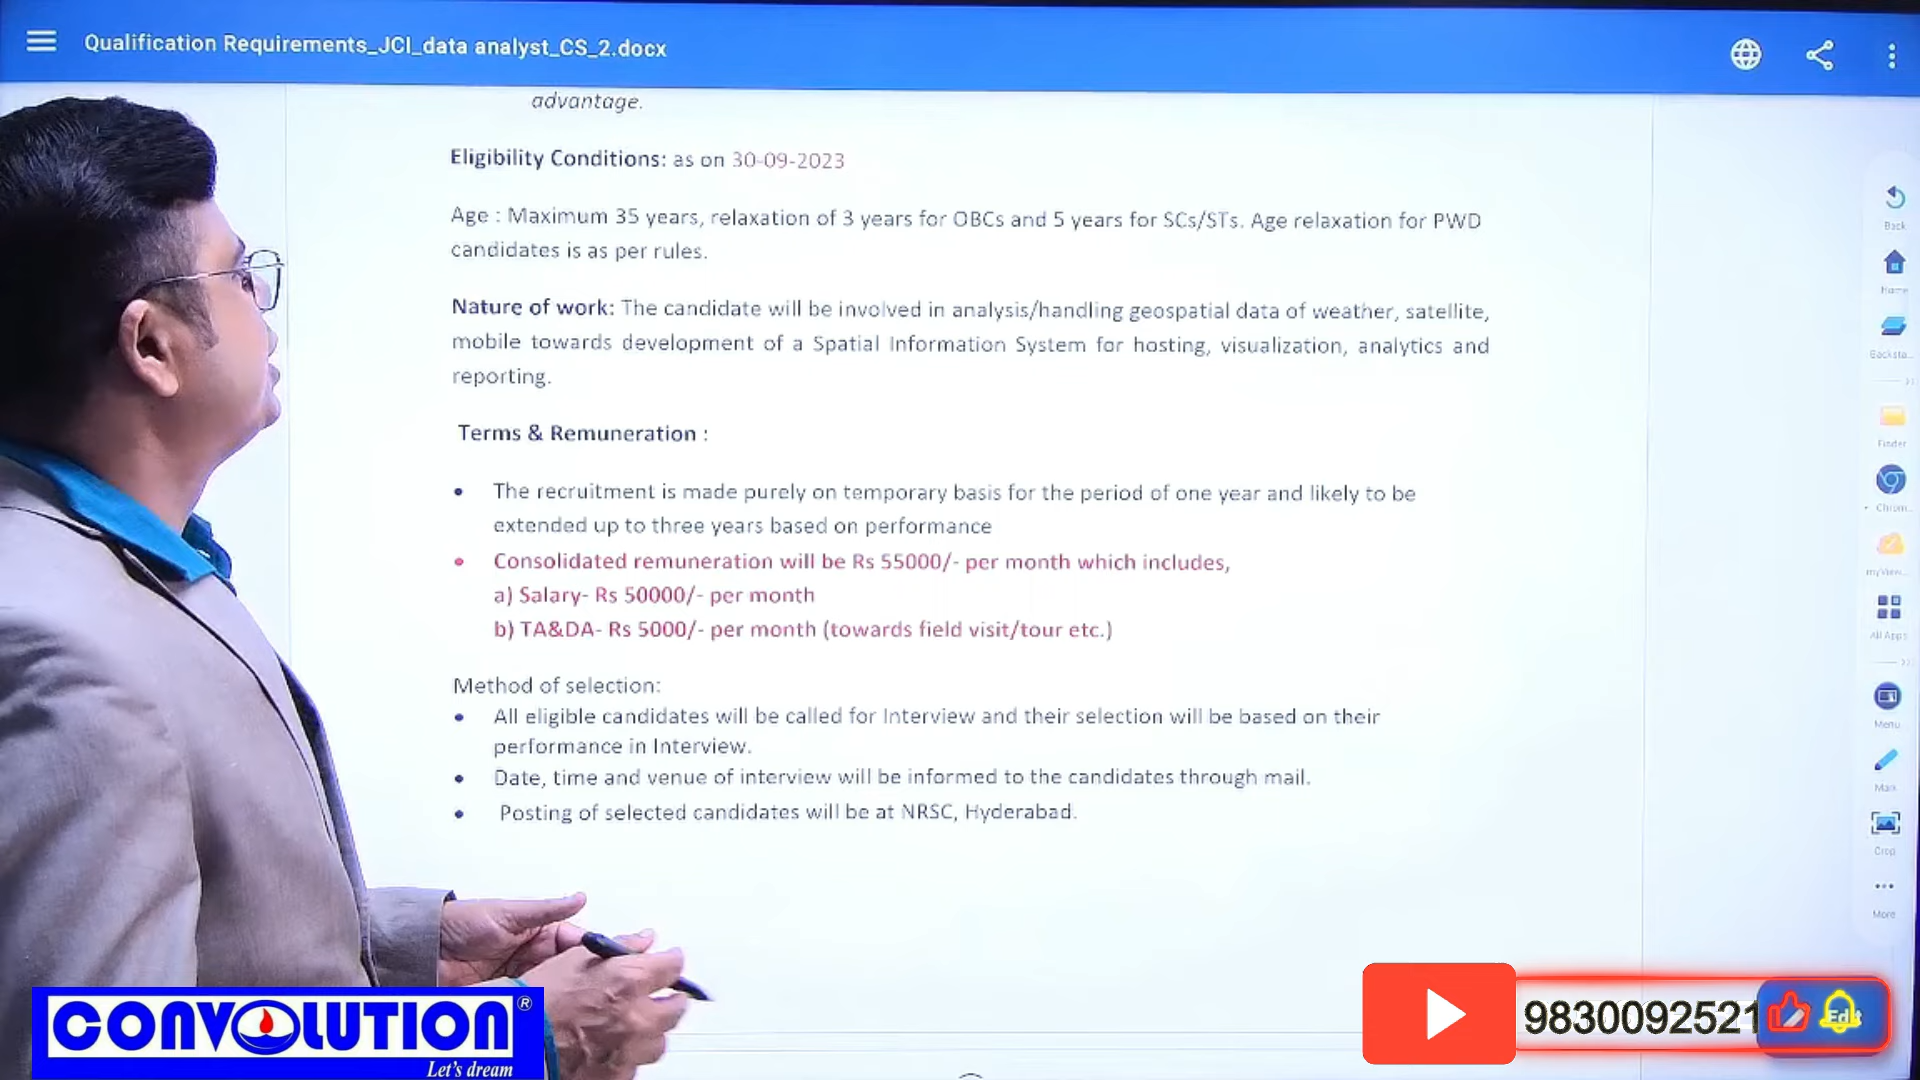 Qualification Requirements_JCI_data analyst_CS_2.docx
advantage.
Eligibility Conditions: as on 30-09-2023
Age : Maximum 35 years, relaxation of 3 years for OBCs and 5 years for SCs/STs. Age relaxation for PWD
candidates is as per rules.
Nature of work: The candidate will be involved in analysis/handling geospatial data of weather, satellite,
mobile towards development of a Spatial Information System for hosting, visualization, analytics and
reporting.
Terms & Remuneration :
• The recruitment is made purely on temporary basis for the period of one year and likely to be
extended up to three years based on performance
• Consolidated remuneration will be Rs 55000/- per month which includes,
a) Salary- Rs 50000/- per month
b) TA&DA- Rs 5000/- per month (towards field visit/tour etc.)
Method of selection:
• All eligible candidates will be called for Interview and their selection will be based on their
performance in Interview.
• Date, time and venue of interview will be informed to the candidates through mail.
• Posting of selected candidates will be at NRSC, Hyderabad.
Back
Home
Backsta...
Finder
Chrom...
myView...
All Apps
Menu
Mark
Crop
More
CONVOLUTION®
Let's dream
9830092521
Edit